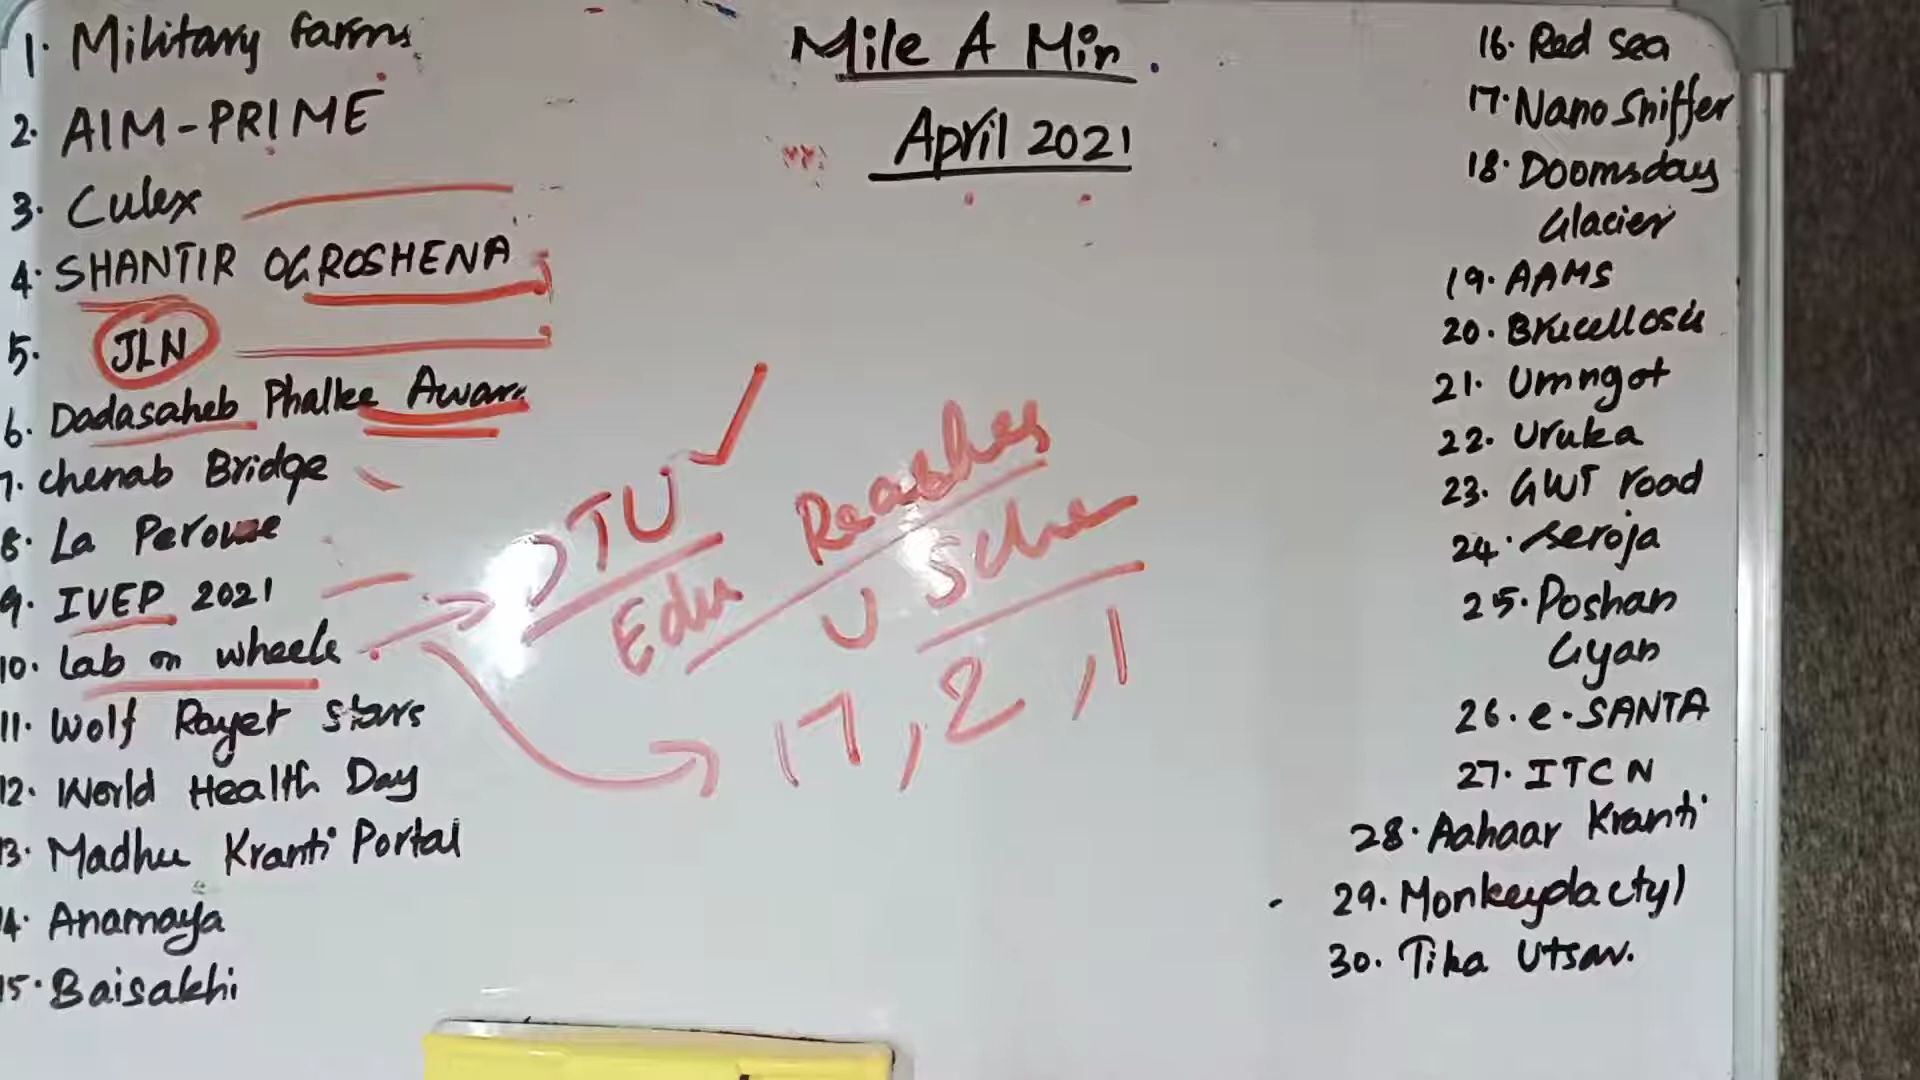 Mile A Min.
April 2021
1. Military farms
2. AIM-PRIME
3. Culex
4. SHANTIR OGROSHENA
5. JLN
6. Dadasaheb Phalke Award
7. Chenab Bridge
8. La Perouse
9. IVEP 2021
10. Lab on wheels
11. Wolf Rayet Stars
12. World Health Day
13. Madhu Kranti Portal
14. Anamaya
15. Baisakhi
DTU
Edu
U Sche
17, 2, 1
16. Red Sea
17. Nano Sniffer
18. Doomsday
Glacier
19. AAMS
20. Brucellosis
21. Umngot
22. Uruka
23. GWT road
24. Seroja
25. Poshan
Gyan
26. e-SANTA
27. ITCN
28. Aahaar Kranti
29. Monkeydactyl
30. Tika Utsav.